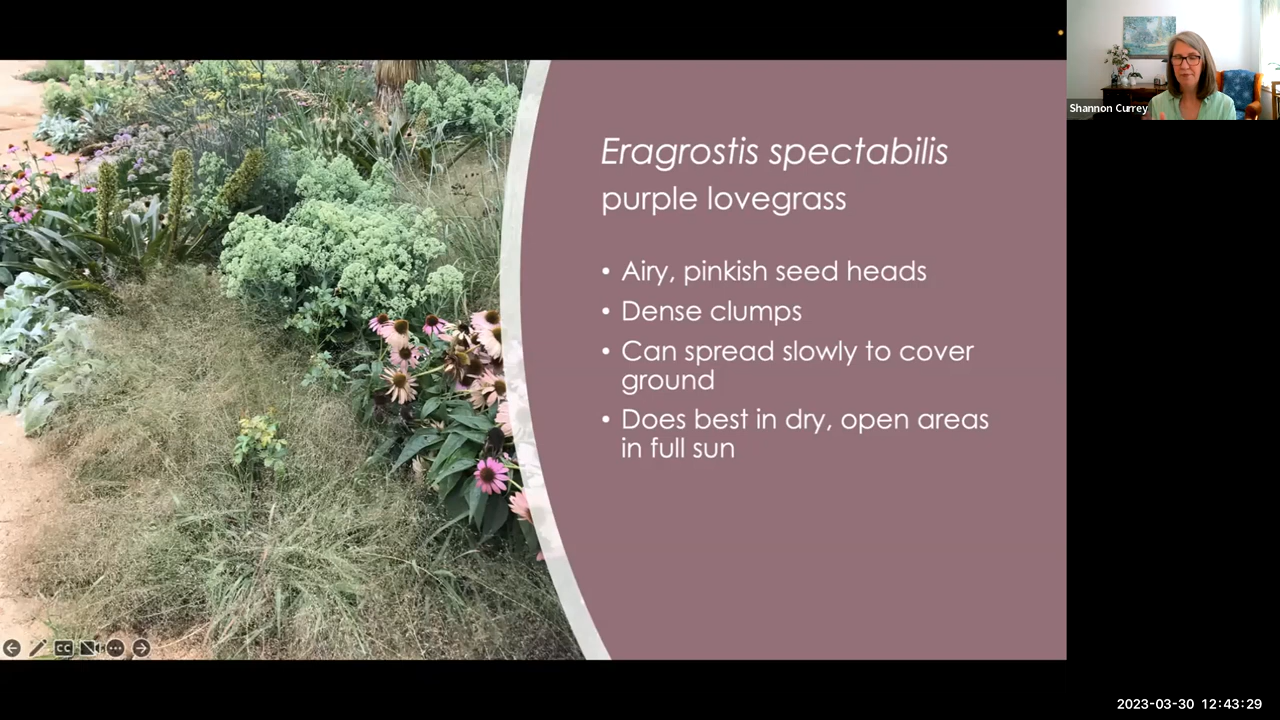 Shannon Currey
Eragrostis spectabilis
purple lovegrass
• Airy, pinkish seed heads
• Dense clumps
• Can spread slowly to cover
ground
• Does best in dry, open areas
in full sun
CC
2023-03-30 12:43:29